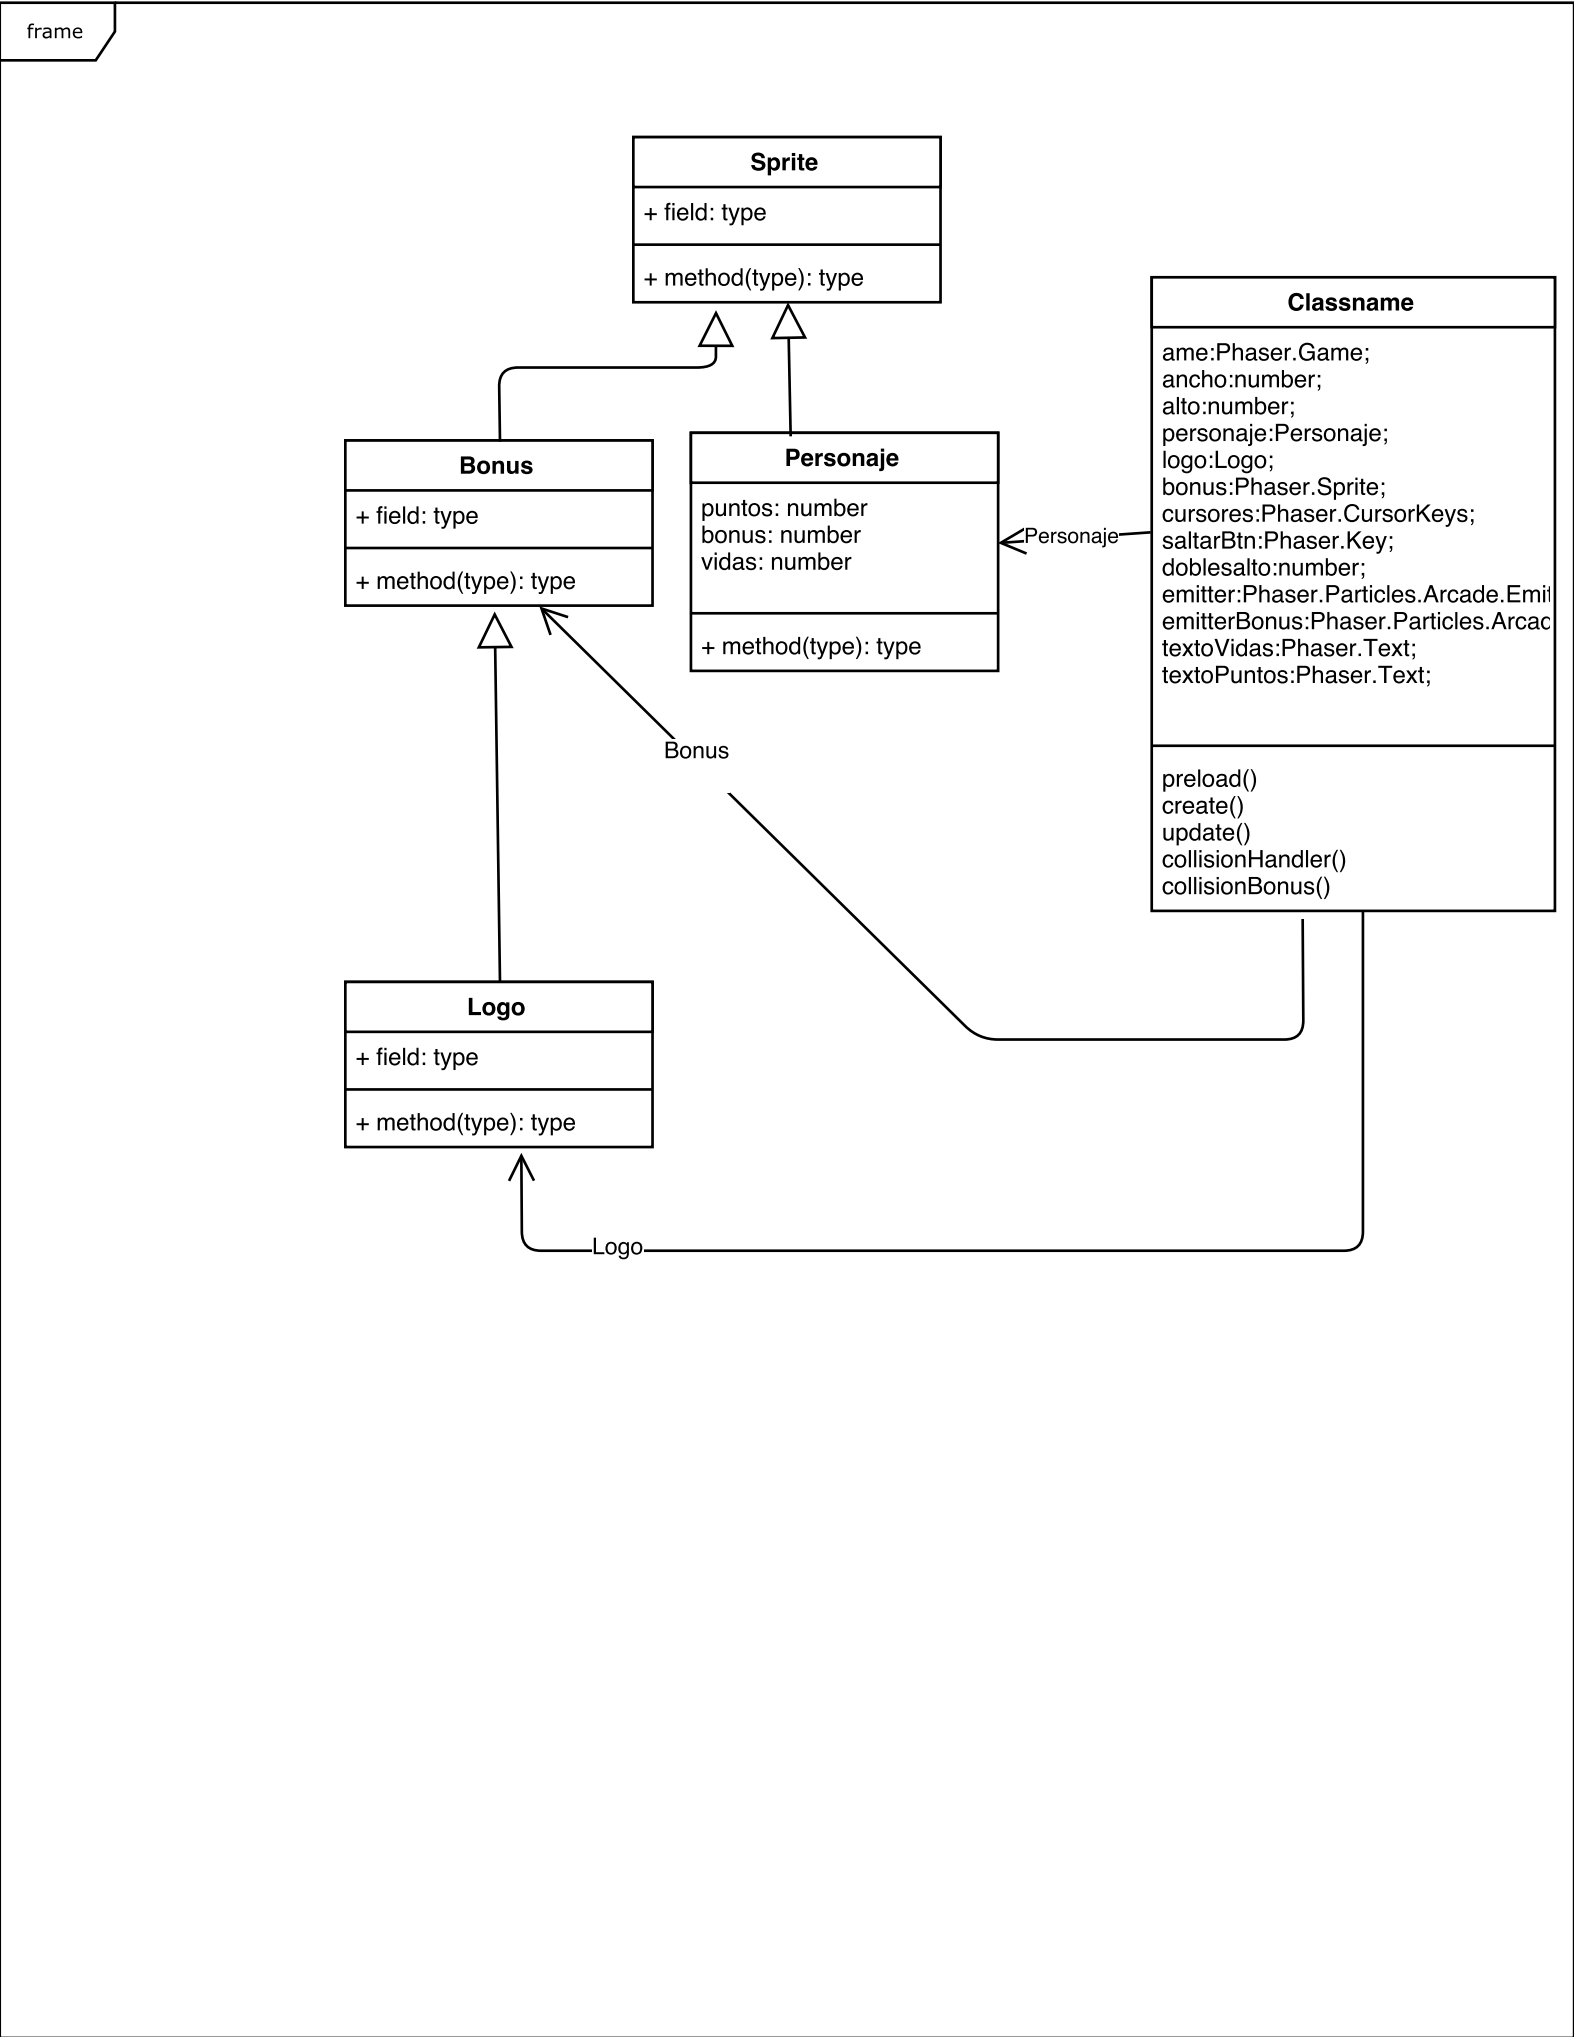 frame
Sprite
+ field: type
+ method(type): type
Classname
ame:Phaser.Game;
ancho:number;
alto:number;
personaje:Personaje;
logo:Logo;
bonus:Phaser.Sprite;
cursores:Phaser.CursorKeys;
saltarBtn:Phaser.Key;
doblesalto:number;
emitter:Phaser.Particles.Arcade.Emit
emitterBonus:Phaser.Particles.Arcac
textoVidas:Phaser.Text;
textoPuntos:Phaser.Text;
preload()
create()
update()
collisionHandler()
collisionBonus()
Bonus
+ field: type
+ method(type): type
Personaje
puntos: number
bonus: number
vidas: number
+ method(type): type
Personaje
Bonus
Logo
+ field: type
+ method(type): type
Logo